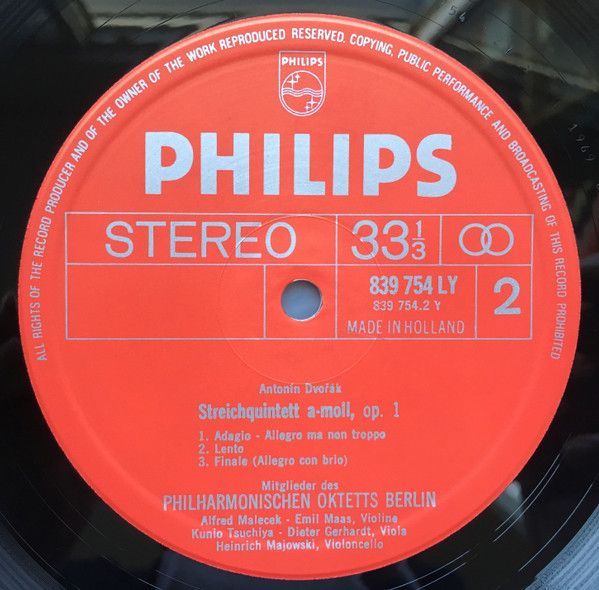 ALL RIGHTS OF THE RECORD PRODUCER AND OF THE OWNER OF THE WORK REPRODUCED RESERVED. COPYING, PUBLIC PERFORMANCE AND BROADCASTING OF THIS RECORD PROHIBITED
PHILIPS
PHILIPS
STEREO 33 1/3
839 754 LY
839 754.2 Y
2
MADE IN HOLLAND
Antonín Dvořák
Streichquintett a-moll, op. 1
1. Adagio - Allegro ma non troppo
2. Lento
3. Finale (Allegro con brio)
Mitglieder des
PHILHARMONISCHEN OKTETTS BERLIN
Alfred Malecek - Emil Maas, Violine
Kunio Tsuchiya - Dieter Gerhardt, Viola
Heinrich Majowski, Violoncello
1969